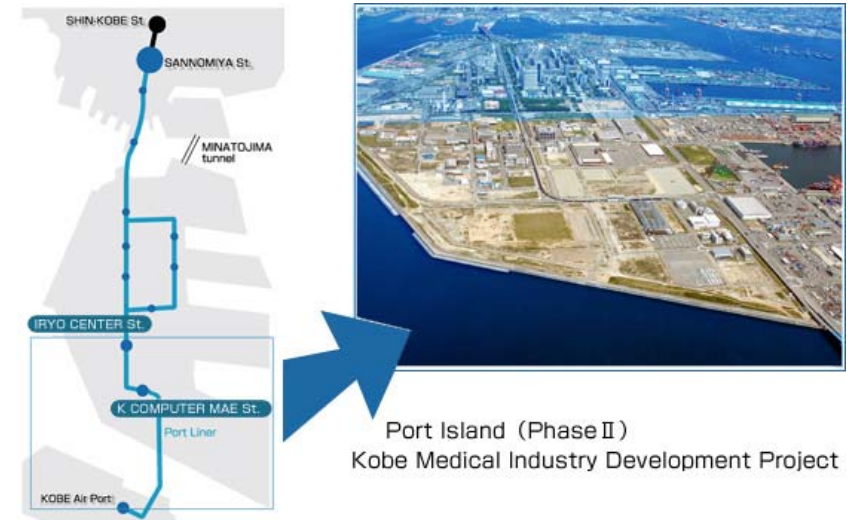 SHIN-KOBE St.
SANNOMIYA St.
MINATOJIMA
tunnel
IRYO CENTER St.
K COMPUTER MAE St.
Port Liner
KOBE Air Port
Port Island（PhaseⅡ）
Kobe Medical Industry Development Project